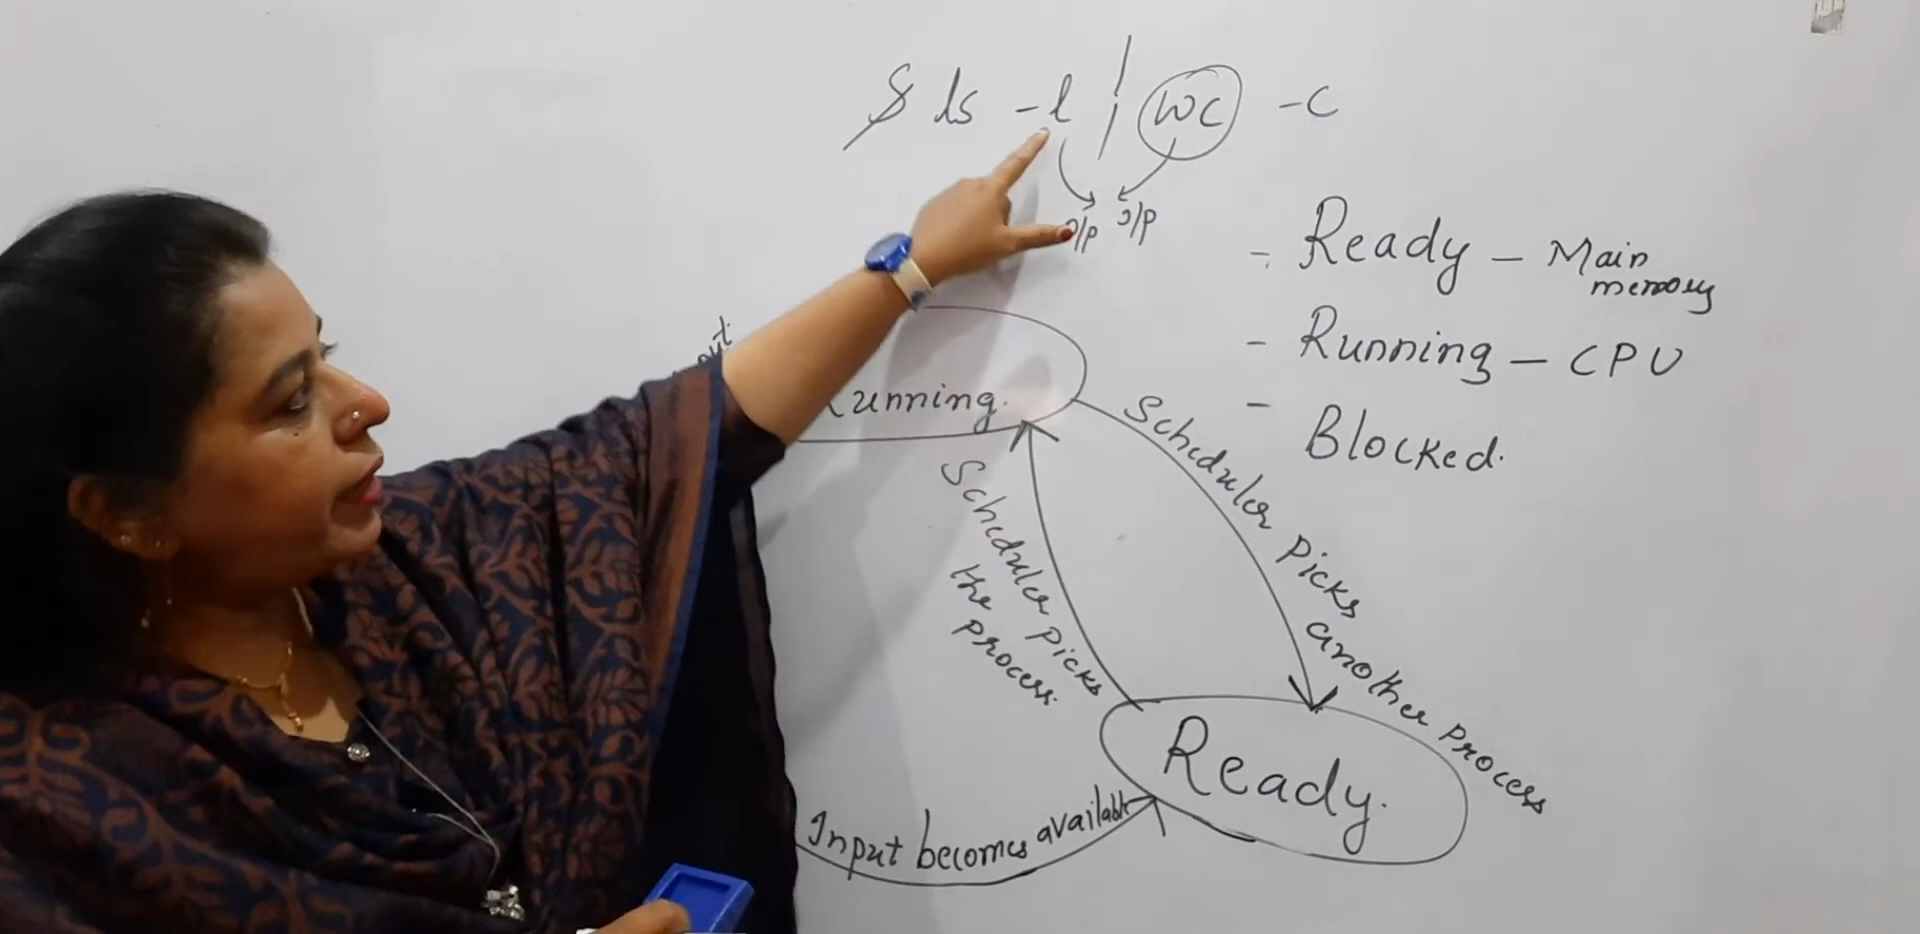 $ ls -l | wc -c
o/p o/p
- Ready - Main
memory
- Running - CPU
- Blocked.
Running.
Scheduler picks
the process.
Scheduler picks another process
Ready.
Input becomes available